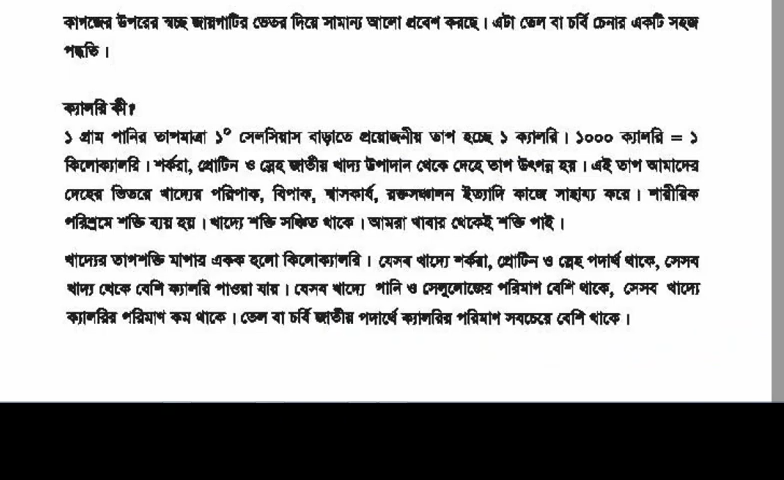 কাগজের উপরের স্বচ্ছ জায়গাটির ভেতর দিয়ে সামান্য আলো প্রবেশ করছে। এটা তেল বা চর্বি চেনার একটি সহজ
পদ্ধতি।
ক্যালরি কী?
১ গ্রাম পানির তাপমাত্রা ১° সেলসিয়াস বাড়াতে প্রয়োজনীয় তাপ হচ্ছে ১ ক্যালরি। ১০০০ ক্যালরি = ১
কিলোক্যালরি। শর্করা, প্রোটিন ও স্নেহ জাতীয় খাদ্য উপাদান থেকে দেহে তাপ উৎপন্ন হয়। এই তাপ আমাদের
দেহের ভিতরে খাদ্যের পরিপাক, বিপাক, শ্বাসকার্য, রক্তসঞ্চালন ইত্যাদি কাজে সাহায্য করে। শারীরিক
পরিশ্রমে শক্তি ব্যয় হয়। খাদ্যে শক্তি সঞ্চিত থাকে। আমরা খাবার থেকেই শক্তি পাই।
খাদ্যের তাপশক্তি মাপার একক হলো কিলোক্যালরি। যেসব খাদ্যে শর্করা, প্রোটিন ও স্নেহ পদার্থ থাকে, সেসব
খাদ্য থেকে বেশি ক্যালরি পাওয়া যায়। যেসব খাদ্যে পানি ও সেলুলোজের পরিমাণ বেশি থাকে, সেসব খাদ্যে
ক্যালরির পরিমাণ কম থাকে। তেল বা চর্বি জাতীয় পদার্থে ক্যালরির পরিমাণ সবচেয়ে বেশি থাকে।